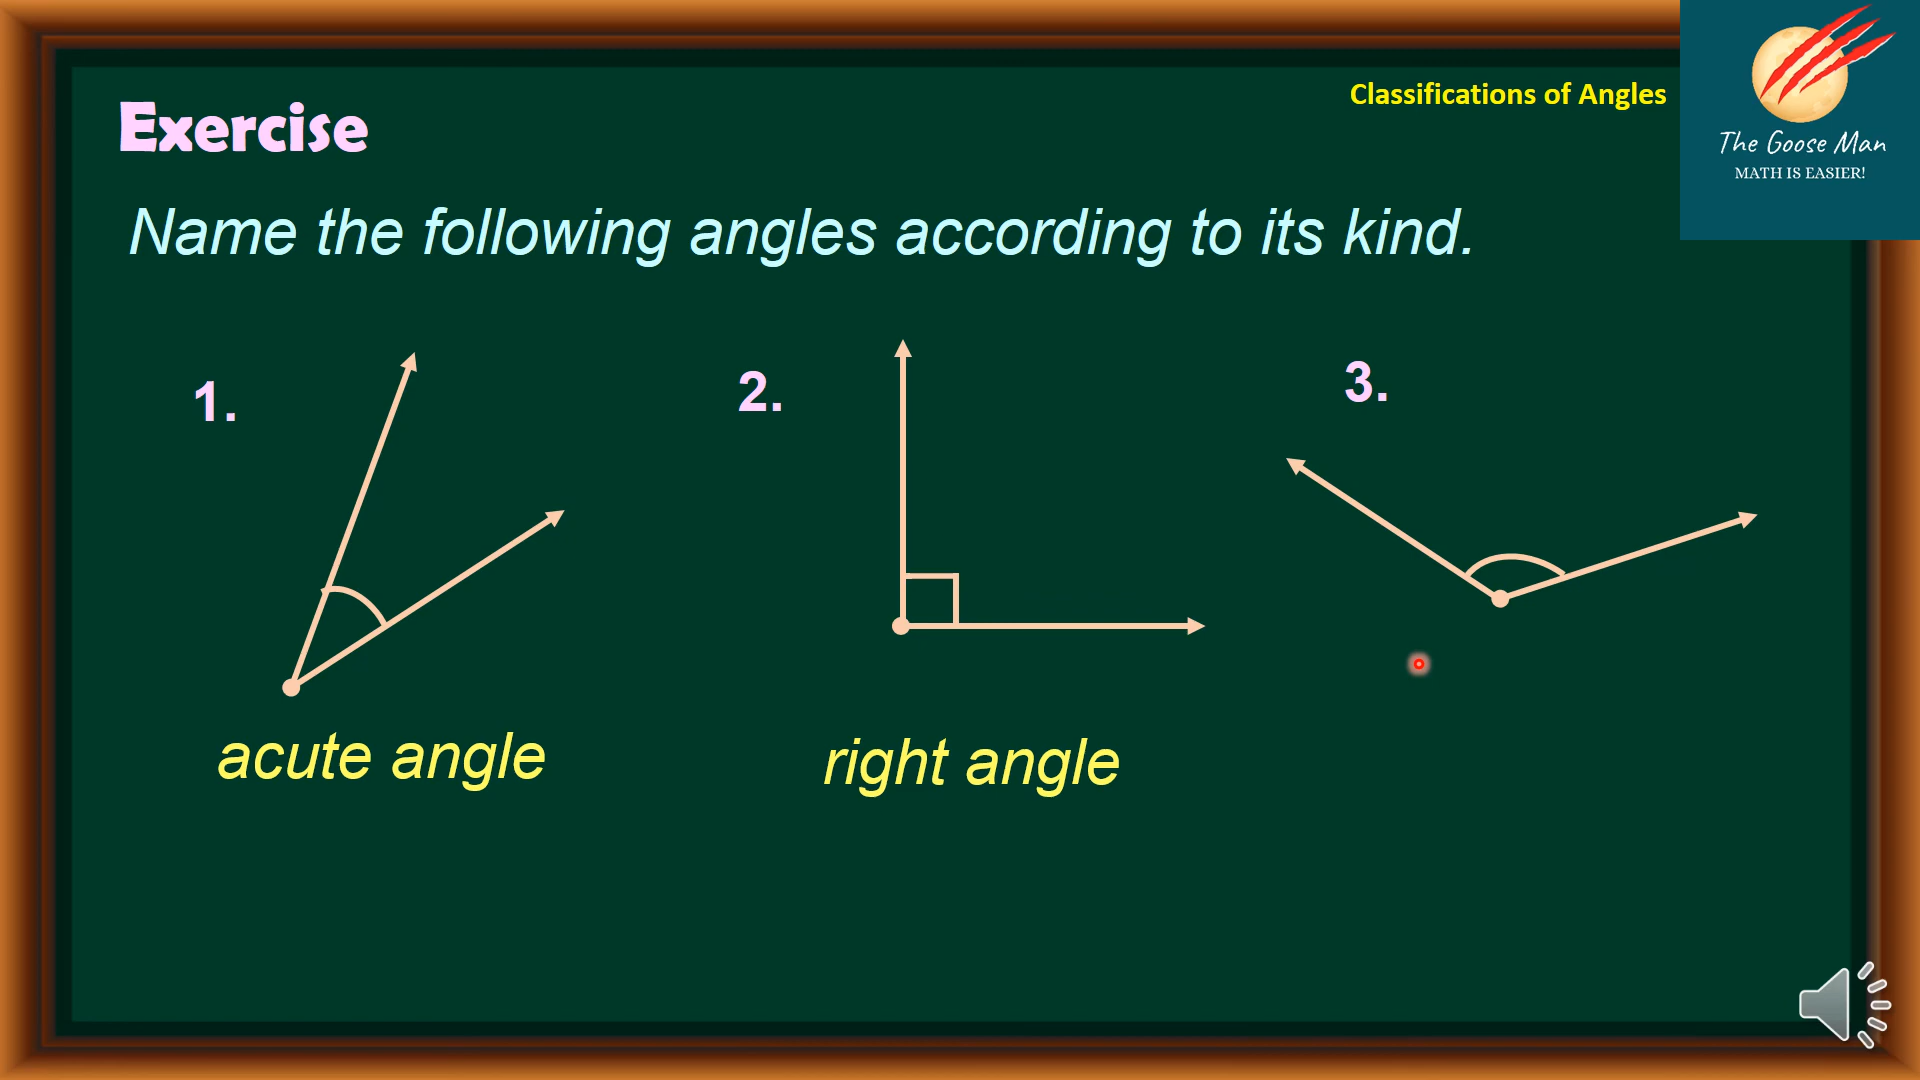 Classifications of Angles
The Goose Man
MATH IS EASIER!
Exercise
Name the following angles according to its kind.
1.
2.
3.
acute angle
right angle